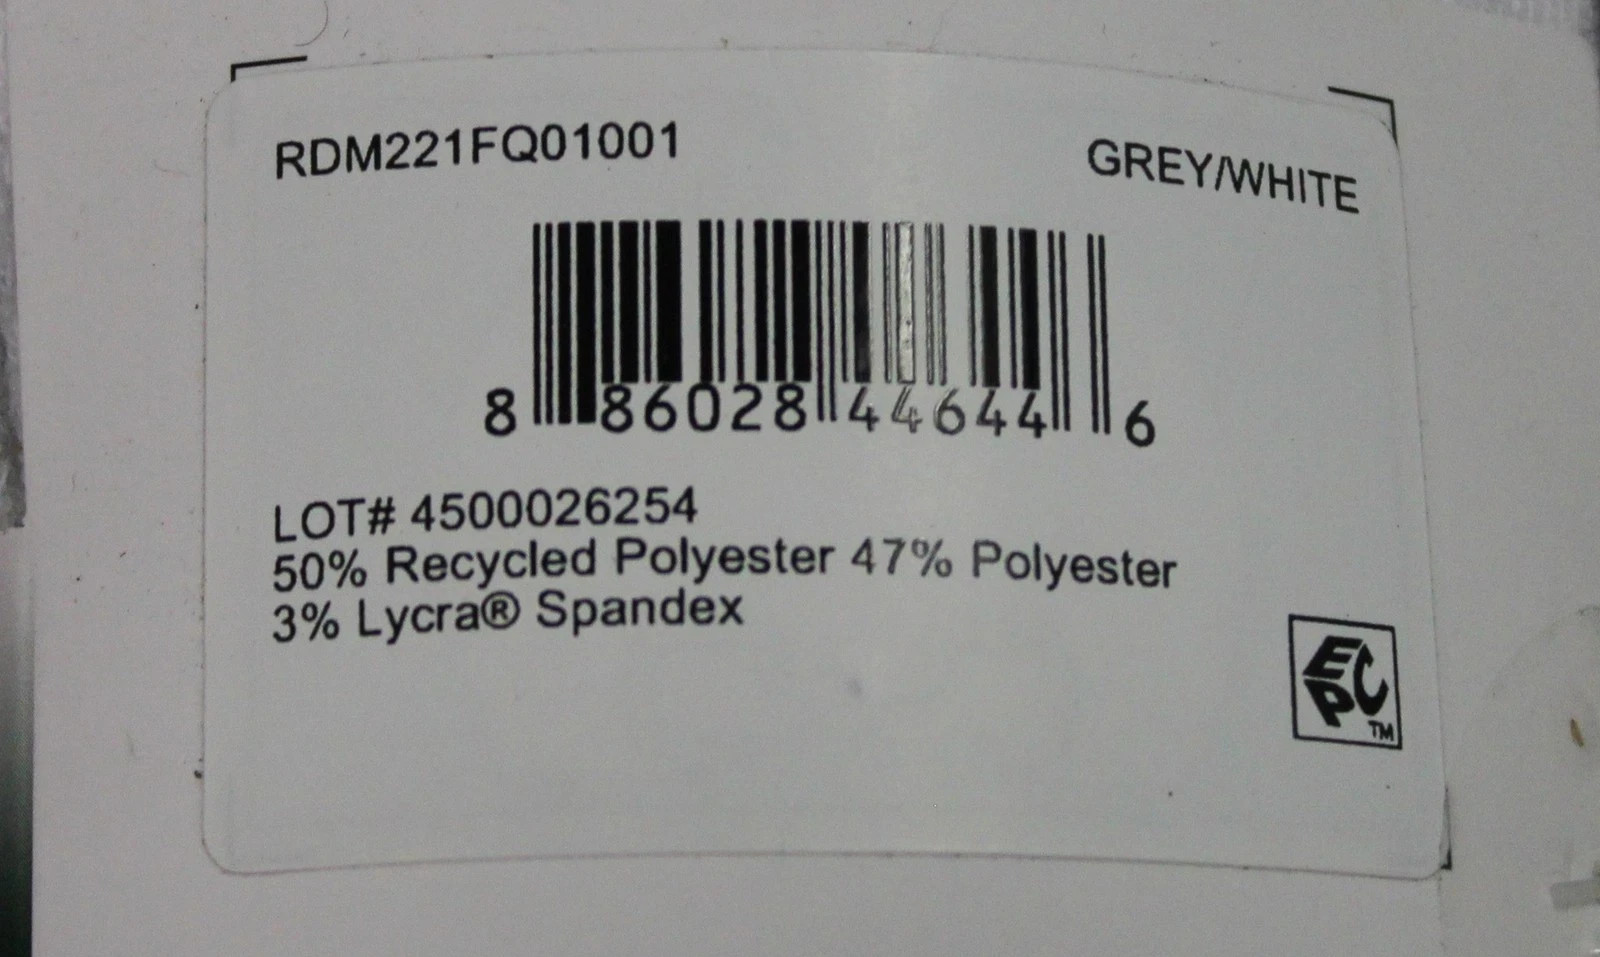 RDM221FQ01001
GREY/WHITE
8 86028 44644 6
LOT# 4500026254
50% Recycled Polyester 47% Polyester
3% Lycra® Spandex
EPC
TM